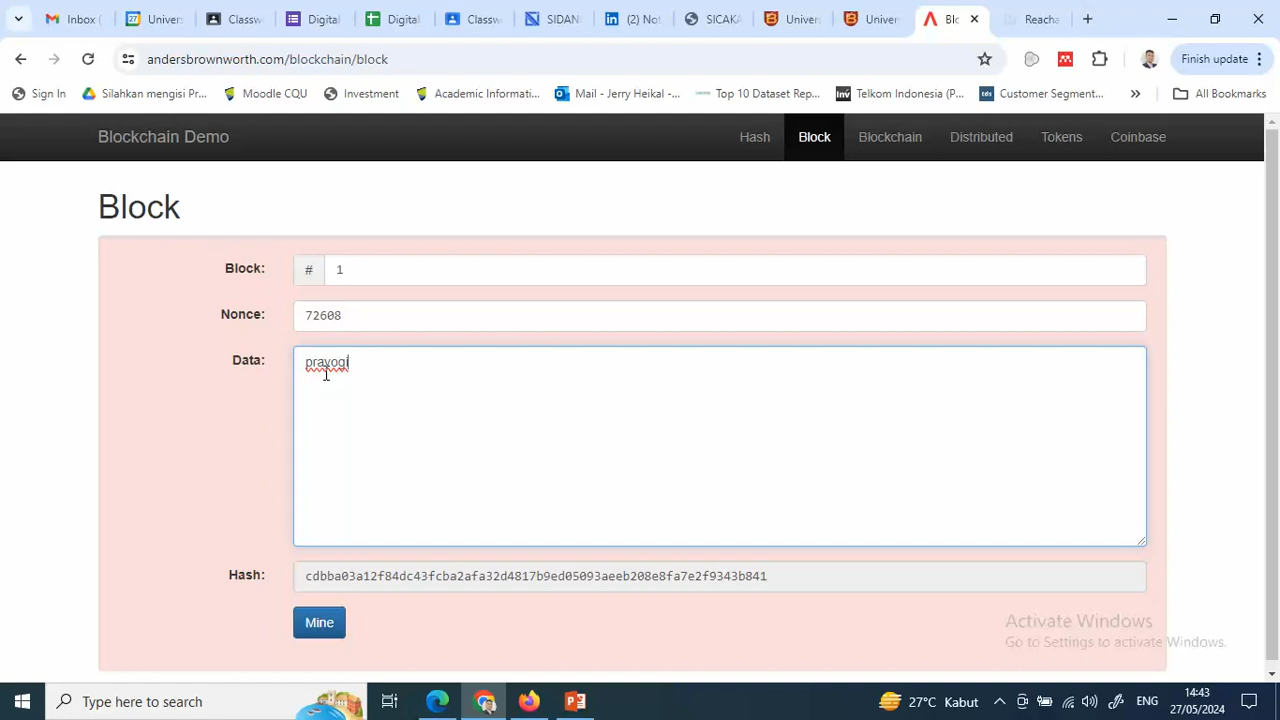 Inbox (
Univers
Classw
Digital
Digital
Classw
SIDAN
(2) Not
SICAKA
Univer
Univer
Blo
Reacha
andersbrownworth.com/blockchain/block
Finish update
Sign In
Silahkan mengisi Pr...
Moodle CQU
Investment
Academic Informati...
Mail - Jerry Heikal -...
Top 10 Dataset Rep...
Telkom Indonesia (P...
Customer Segment...
All Bookmarks
Blockchain Demo
Hash
Block
Blockchain
Distributed
Tokens
Coinbase
Block
Block:
# 1
Nonce:
72608
Data:
prayogi
Hash:
cdbba03a12f84dc43fcba2afa32d4817b9ed05093aeeb208e8fa7e2f9343b841
Mine
Activate Windows
Go to Settings to activate Windows.
Type here to search
27°C Kabut
ENG
14:43
27/05/2024